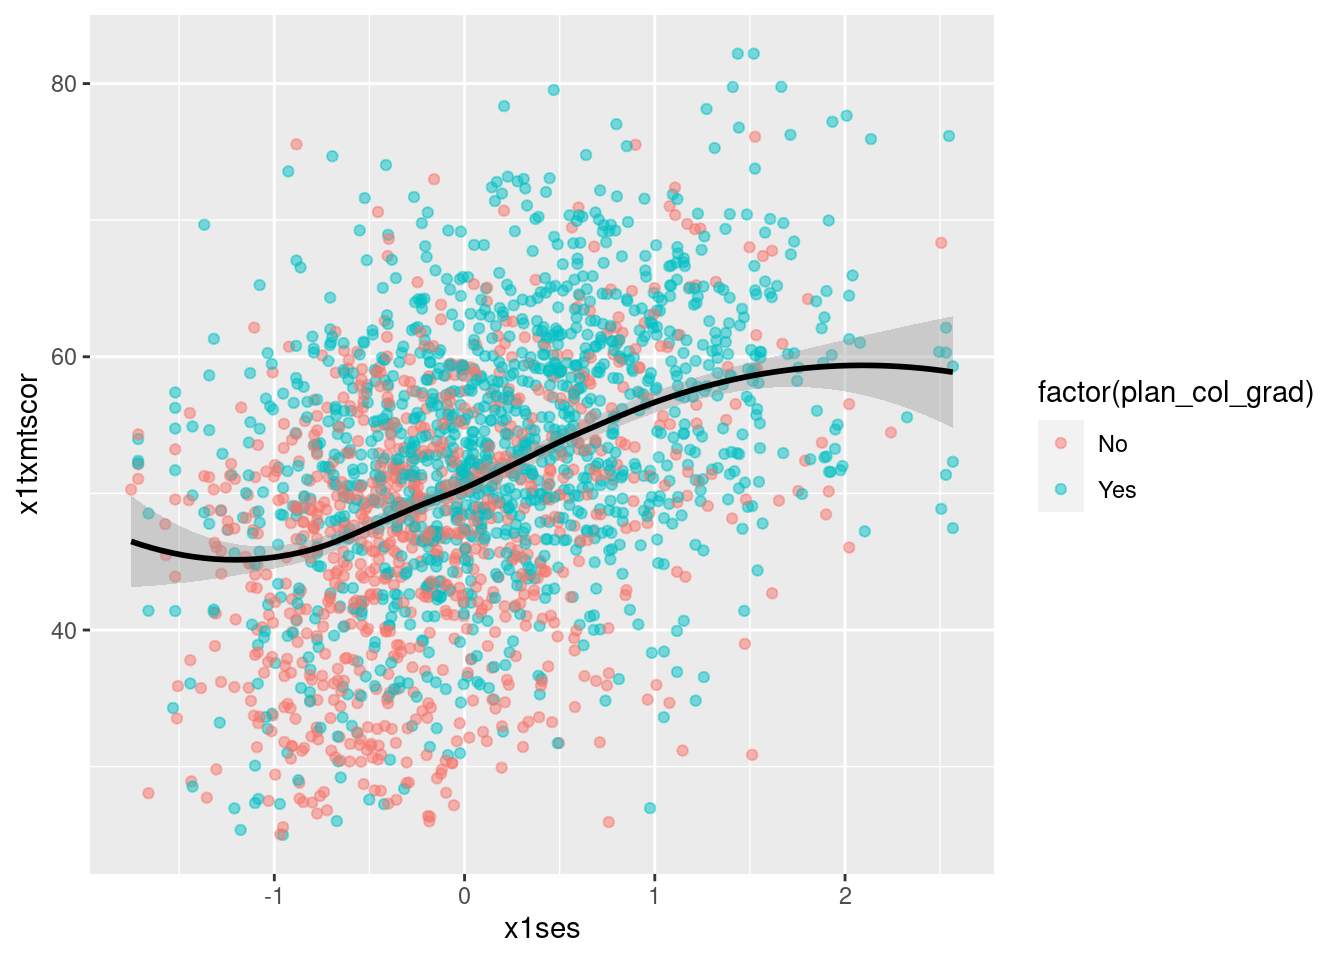 80
60
40
x1txmtscor
-1
0
1
2
x1ses
factor(plan_col_grad)
No
Yes